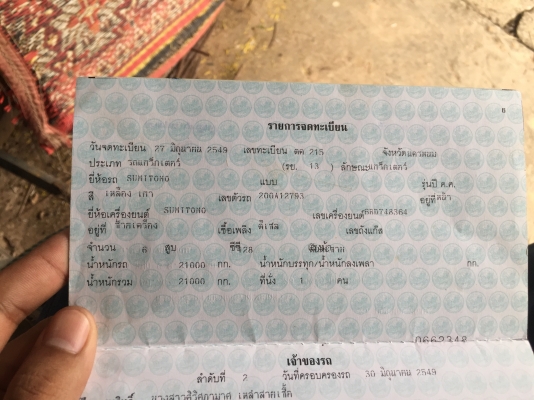 6
รายการจดทะเบียน
วันจดทะเบียน 27 มิถุนายน 2549 เลขทะเบียน ตค 215 จังหวัดนครพนม
ประเภท รถแทร็กเตอร์ (รย. 13 ) ลักษณะ
ยี่ห้อรถ SUMITOMO แบบ รุ่นปี ค.ศ.
สี เหลือง เทา เลขตัวรถ 200A12793 อยู่ที่
ยี่ห้อเครื่องยนต์ SUMITOMO เลขเครื่องยนต์
อยู่ที่ ข้างเครื่อง เชื้อเพลิง ดีเซล เลขถังแก๊ส
จำนวน 6 สูบ ซีซี 128
น้ำหนักรถ 21000 กก. น้ำหนักบรรทุก/น้ำหนักลงเพลา กก.
น้ำหนักรวม 21000 กก. ที่นั่ง 1 คน
เจ้าของรถ
ลำดับที่ 2 วันที่ครอบครองรถ 30 มิถุนายน 2549